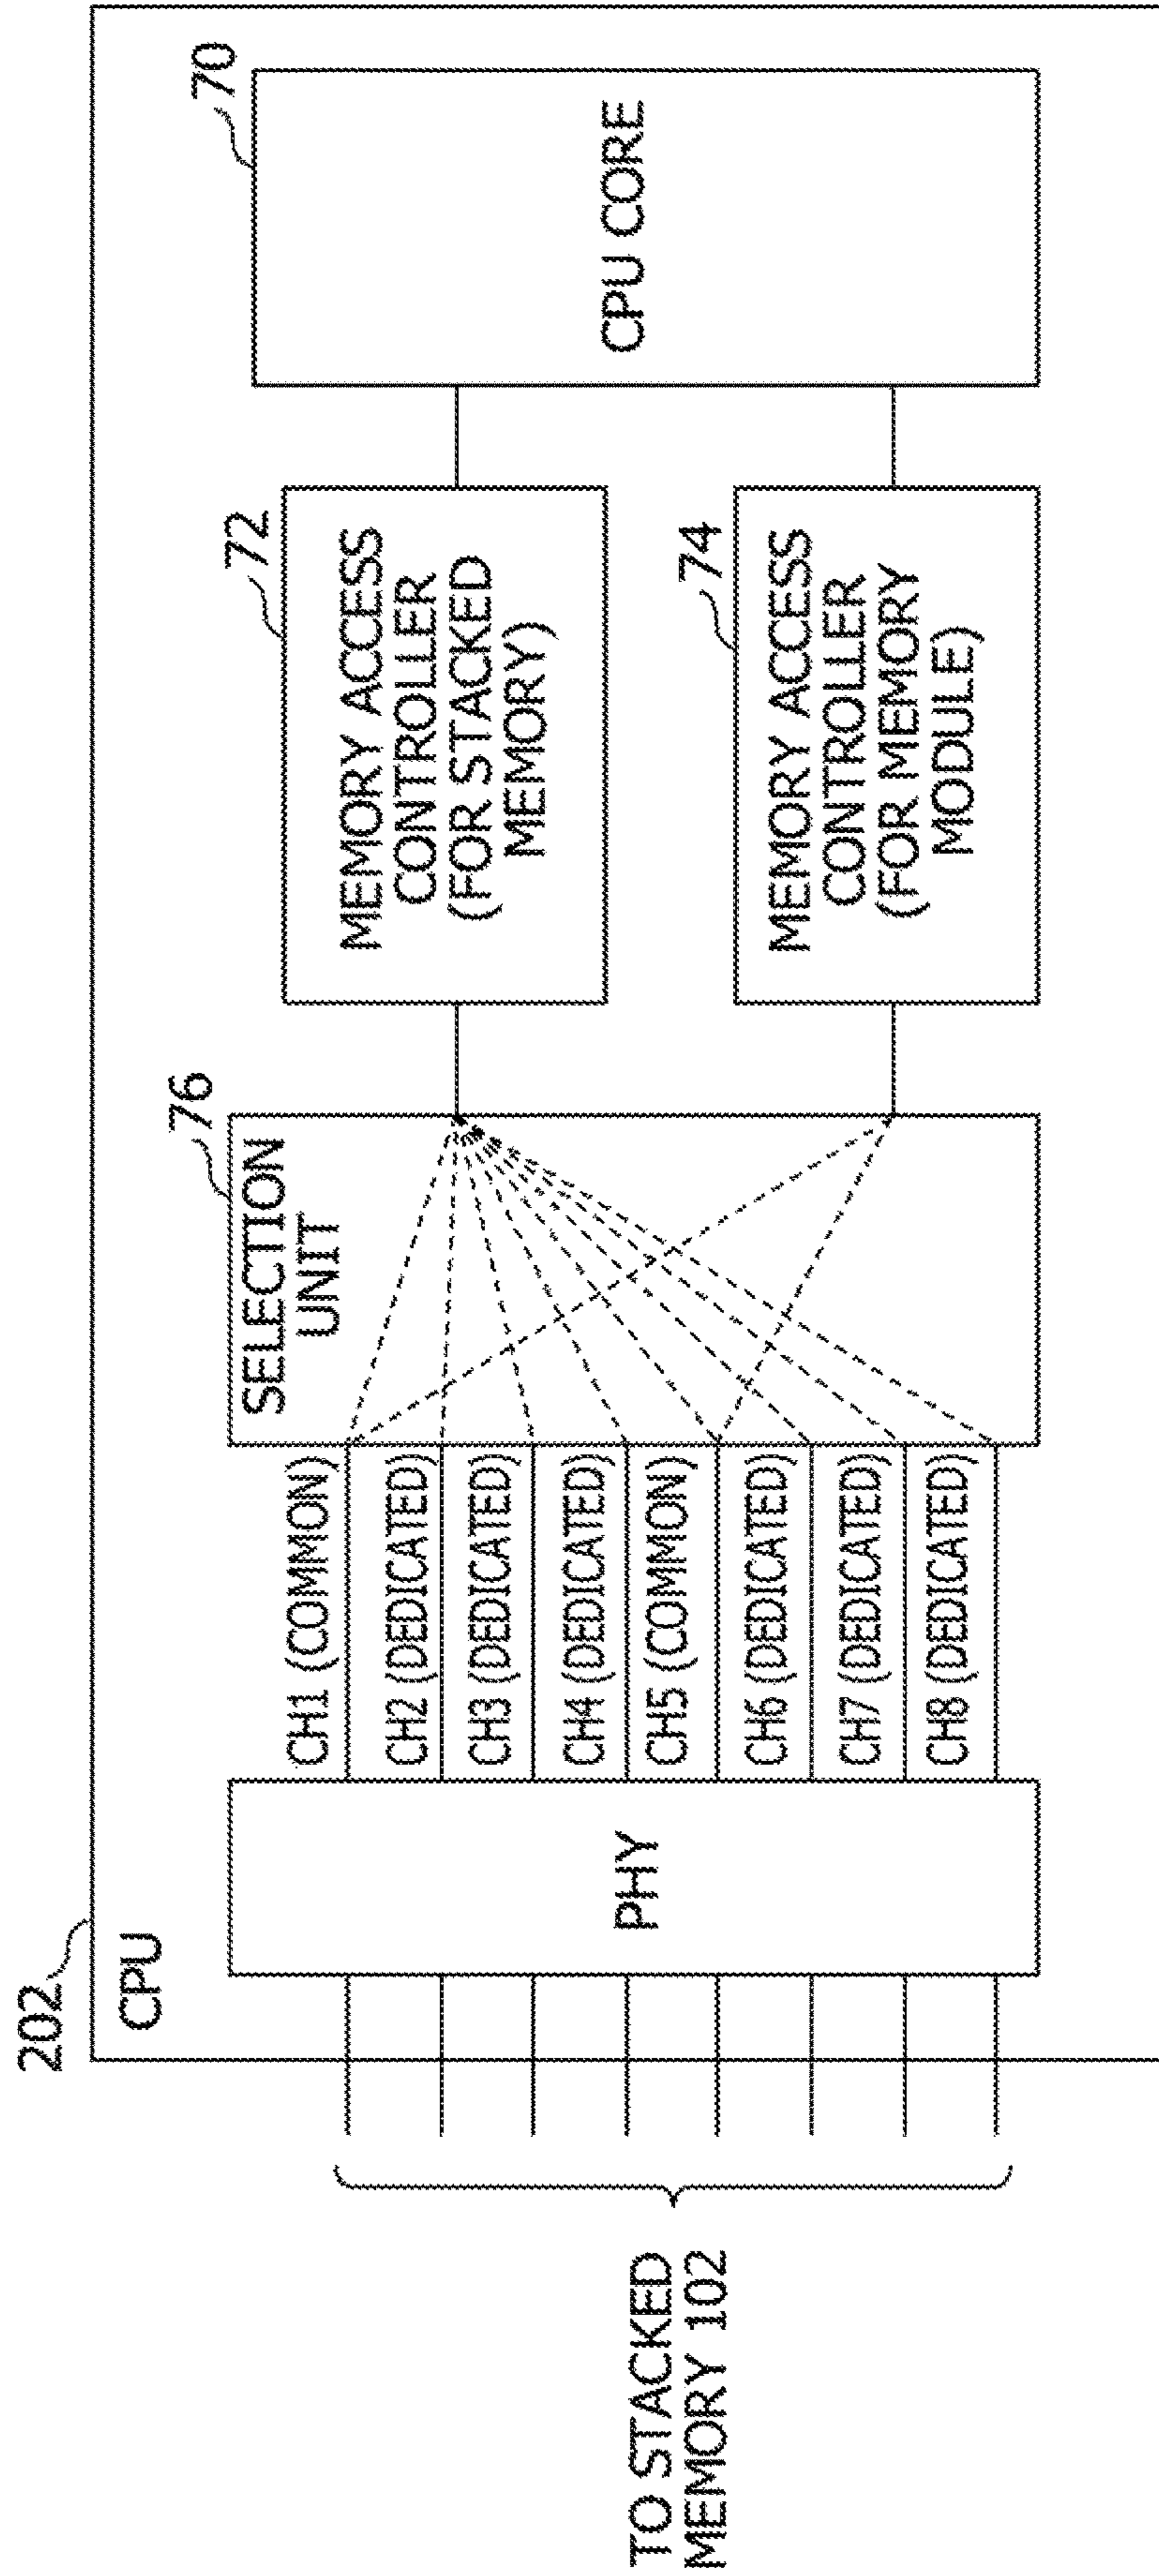 202
CPU
TO STACKED
MEMORY 102
PHY
CH1 (COMMON)
CH2 (DEDICATED)
CH3 (DEDICATED)
CH4 (DEDICATED)
CH5 (COMMON)
CH6 (DEDICATED)
CH7 (DEDICATED)
CH8 (DEDICATED)
76
SELECTION
UNIT
72
MEMORY ACCESS
CONTROLLER
(FOR STACKED
MEMORY)
74
MEMORY ACCESS
CONTROLLER
(FOR MEMORY
MODULE)
70
CPU CORE